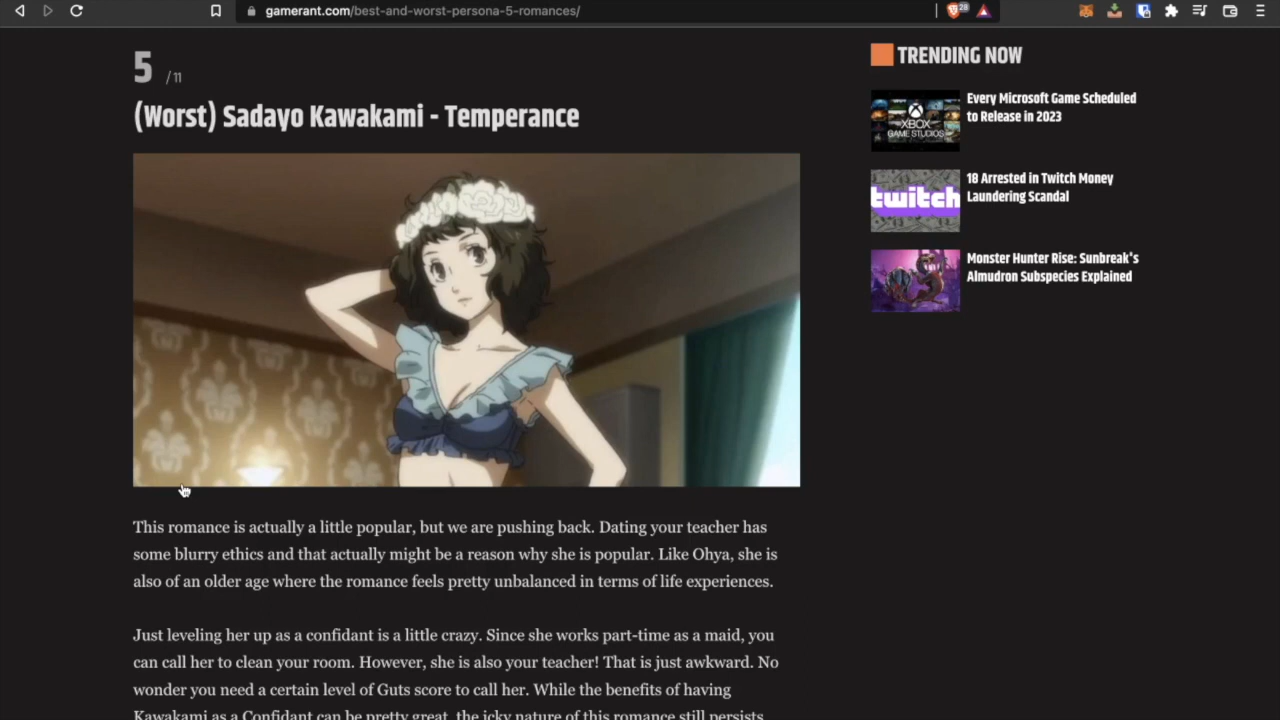 gamerant.com/best-and-worst-persona-5-romances/
28
5 / 11
(Worst) Sadayo Kawakami - Temperance
This romance is actually a little popular, but we are pushing back. Dating your teacher has
some blurry ethics and that actually might be a reason why she is popular. Like Ohya, she is
also of an older age where the romance feels pretty unbalanced in terms of life experiences.
Just leveling her up as a confidant is a little crazy. Since she works part-time as a maid, you
can call her to clean your room. However, she is also your teacher! That is just awkward. No
wonder you need a certain level of Guts score to call her. While the benefits of having
Kawakami as a Confidant can be pretty great, the icky nature of this romance still persists
TRENDING NOW
XBOX
GAME STUDIOS
Every Microsoft Game Scheduled
to Release in 2023
twitch
18 Arrested in Twitch Money
Laundering Scandal
Monster Hunter Rise: Sunbreak's
Almudron Subspecies Explained